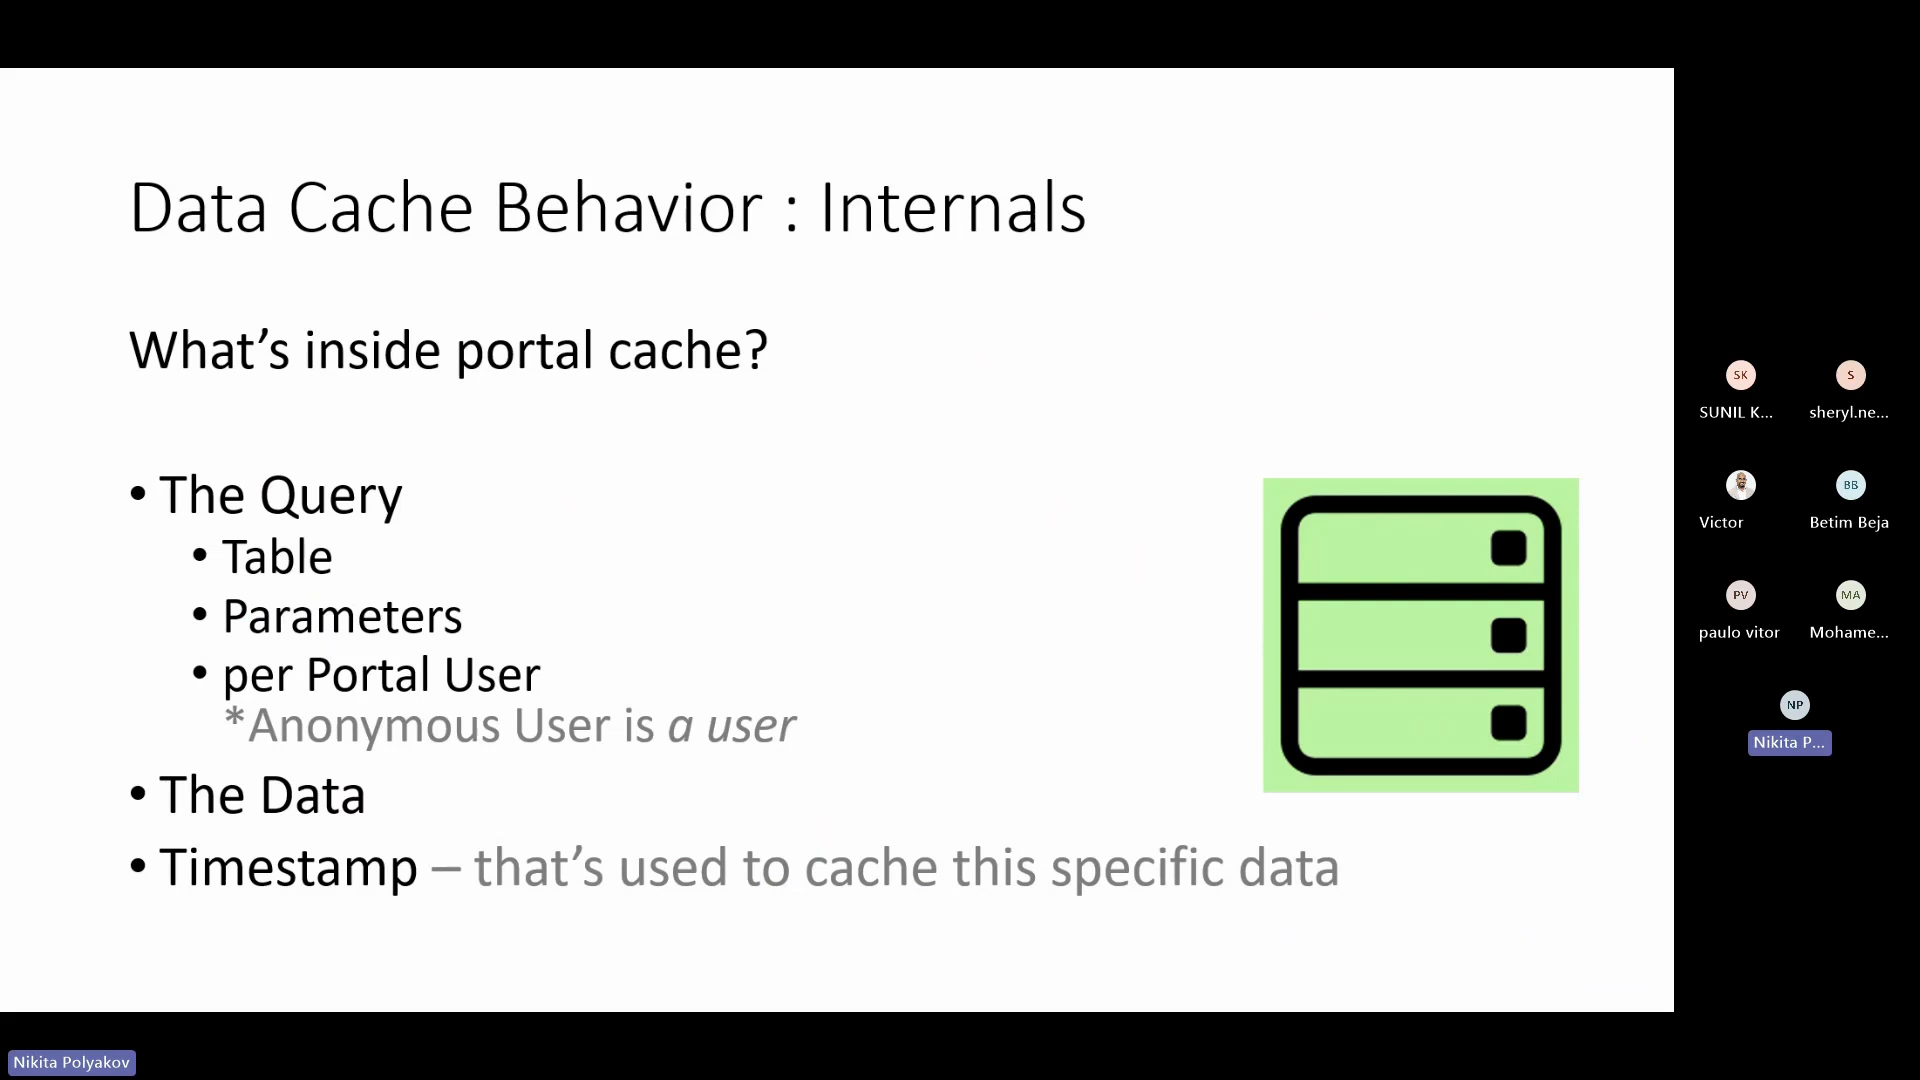 Data Cache Behavior : Internals
What’s inside portal cache?
• The Query
• Table
• Parameters
• per Portal User
*Anonymous User is a user
• The Data
• Timestamp – that’s used to cache this specific data
SK
S
SUNIL K...
sheryl.ne...
BB
Victor
Betim Beja
PV
MA
paulo vitor
Mohame...
NP
Nikita P...
Nikita Polyakov